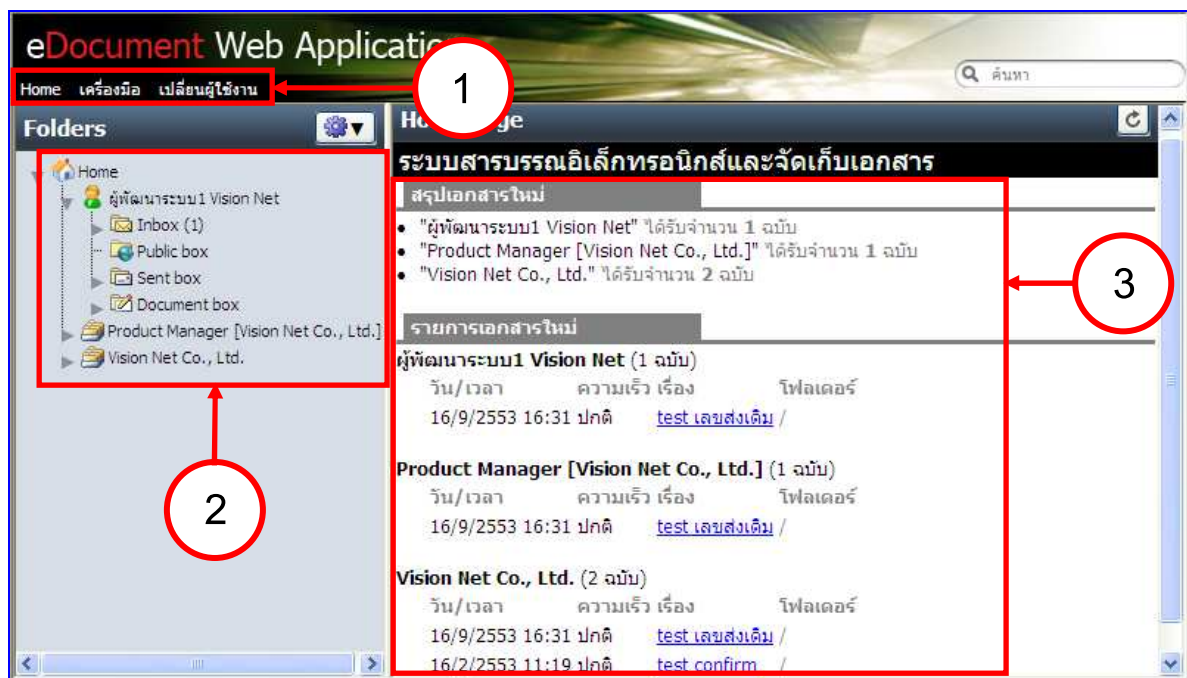 eDocument Web Applicatio
1
ค้นหา
Home เครื่องมือ เปลี่ยนผู้ใช้งาน
Folders
Home
ผู้พัฒนาระบบ1 Vision Net
Inbox (1)
Public box
Sent box
Document box
Product Manager [Vision Net Co., Ltd.]
Vision Net Co., Ltd.
2
ระบบสารบรรณอิเล็กทรอนิกส์และจัดเก็บเอกสาร
สรุปเอกสารใหม่
• "ผู้พัฒนาระบบ1 Vision Net" ได้รับจำนวน 1 ฉบับ
• "Product Manager [Vision Net Co., Ltd.]" ได้รับจำนวน 1 ฉบับ
• "Vision Net Co., Ltd." ได้รับจำนวน 2 ฉบับ
3
รายการเอกสารใหม่
ผู้พัฒนาระบบ1 Vision Net (1 ฉบับ)
วัน/เวลา ความเร็ว เรื่อง โฟลเดอร์
16/9/2553 16:31 ปกติ test เลขส่งเดิม /
Product Manager [Vision Net Co., Ltd.] (1 ฉบับ)
วัน/เวลา ความเร็ว เรื่อง โฟลเดอร์
16/9/2553 16:31 ปกติ test เลขส่งเดิม /
Vision Net Co., Ltd. (2 ฉบับ)
วัน/เวลา ความเร็ว เรื่อง โฟลเดอร์
16/9/2553 16:31 ปกติ test เลขส่งเดิม /
16/2/2553 11:19 ปกติ test confirm /